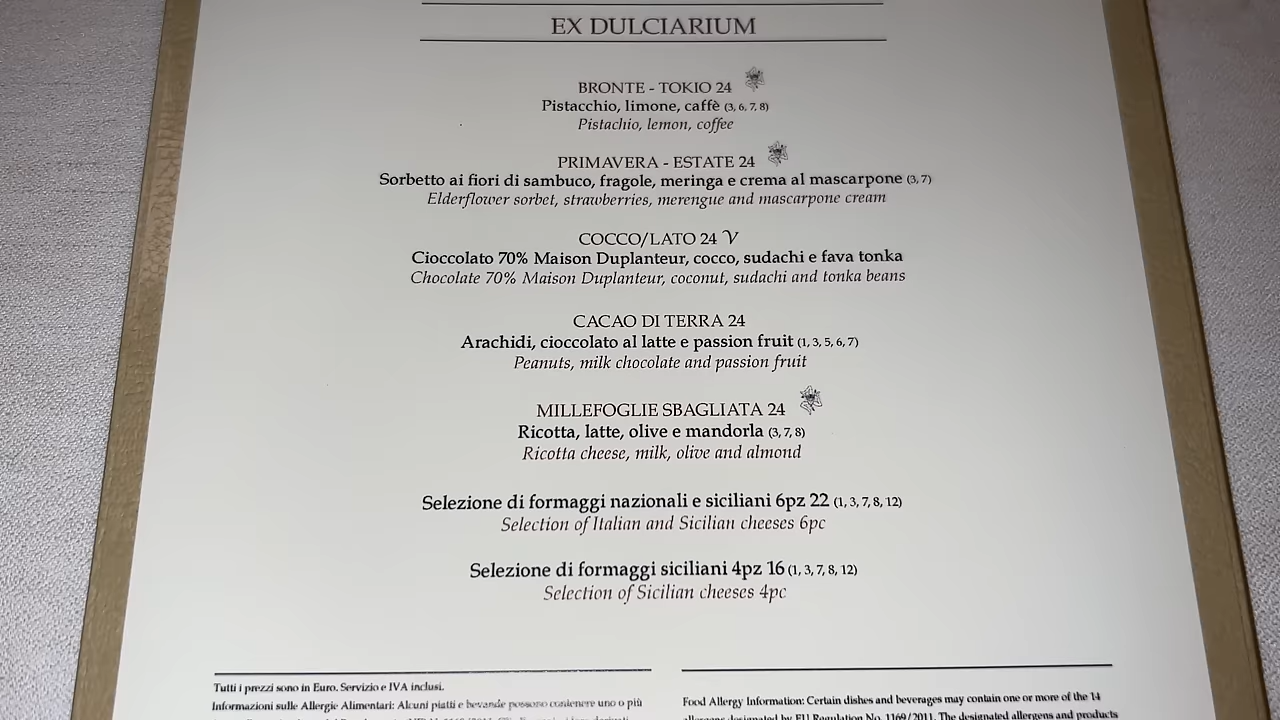 EX DULCIARIUM
BRONTE - TOKIO 24
Pistacchio, limone, caffè (3, 6, 7, 8)
Pistachio, lemon, coffee
PRIMAVERA - ESTATE 24
Sorbetto ai fiori di sambuco, fragole, meringa e crema al mascarpone (3, 7)
Elderflower sorbet, strawberries, merengue and mascarpone cream
COCCO/LATO 24 V
Cioccolato 70% Maison Duplanteur, cocco, sudachi e fava tonka
Chocolate 70% Maison Duplanteur, coconut, sudachi and tonka beans
CACAO DI TERRA 24
Arachidi, cioccolato al latte e passion fruit (1, 3, 5, 6, 7)
Peanuts, milk chocolate and passion fruit
MILLEFOGLIE SBAGLIATA 24
Ricotta, latte, olive e mandorla (3, 7, 8)
Ricotta cheese, milk, olive and almond
Selezione di formaggi nazionali e siciliani 6pz 22 (1, 3, 7, 8, 12)
Selection of Italian and Sicilian cheeses 6pc
Selezione di formaggi siciliani 4pz 16 (1, 3, 7, 8, 12)
Selection of Sicilian cheeses 4pc
Tutti i prezzi sono in Euro. Servizio e IVA inclusi.
Informazioni sulle Allergie Alimentari: Alcuni piatti e bevande possono contenere uno o più
Food Allergy Information: Certain dishes and beverages may contain one or more of the 14
allergens designated by EU Regulation No. 1169/2011. The designated allergens and products